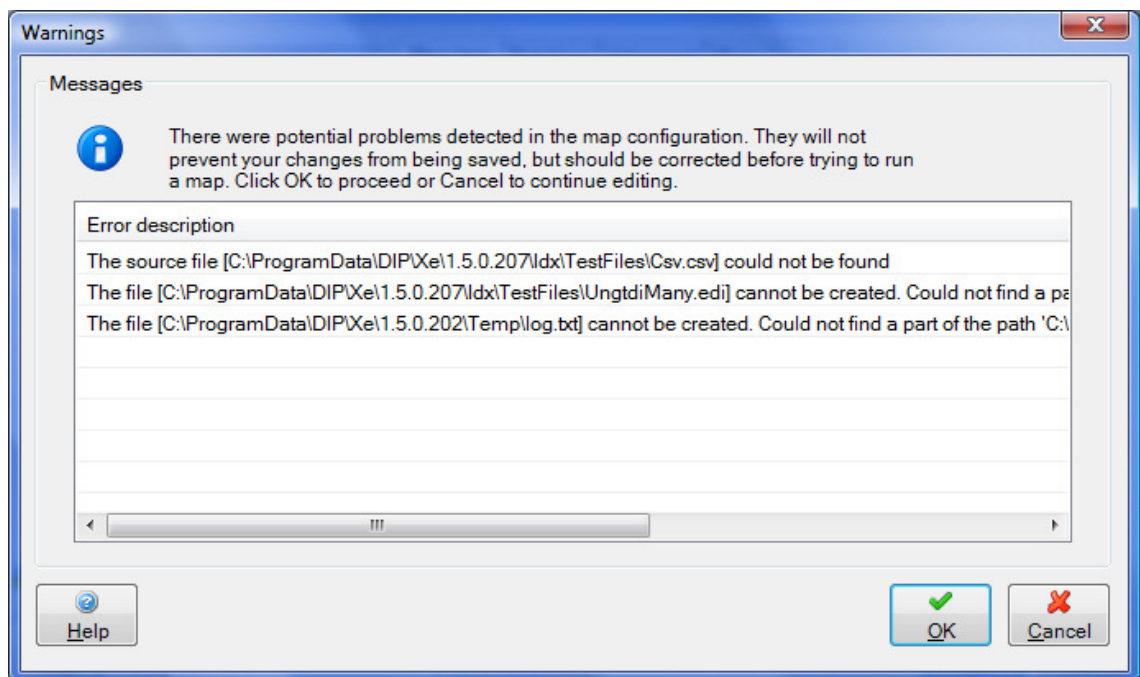 Warnings
Messages
There were potential problems detected in the map configuration. They will not
prevent your changes from being saved, but should be corrected before trying to run
a map. Click OK to proceed or Cancel to continue editing.
Error description
The source file [C:\ProgramData\DIP\Xe\1.5.0.207\Idx\TestFiles\Csv.csv] could not be found
The file [C:\ProgramData\DIP\Xe\1.5.0.207\Idx\TestFiles\UngtdiMany.edi] cannot be created. Could not find a pa
The file [C:\ProgramData\DIP\Xe\1.5.0.202\Temp\log.txt] cannot be created. Could not find a part of the path 'C:\
Help
OK
Cancel